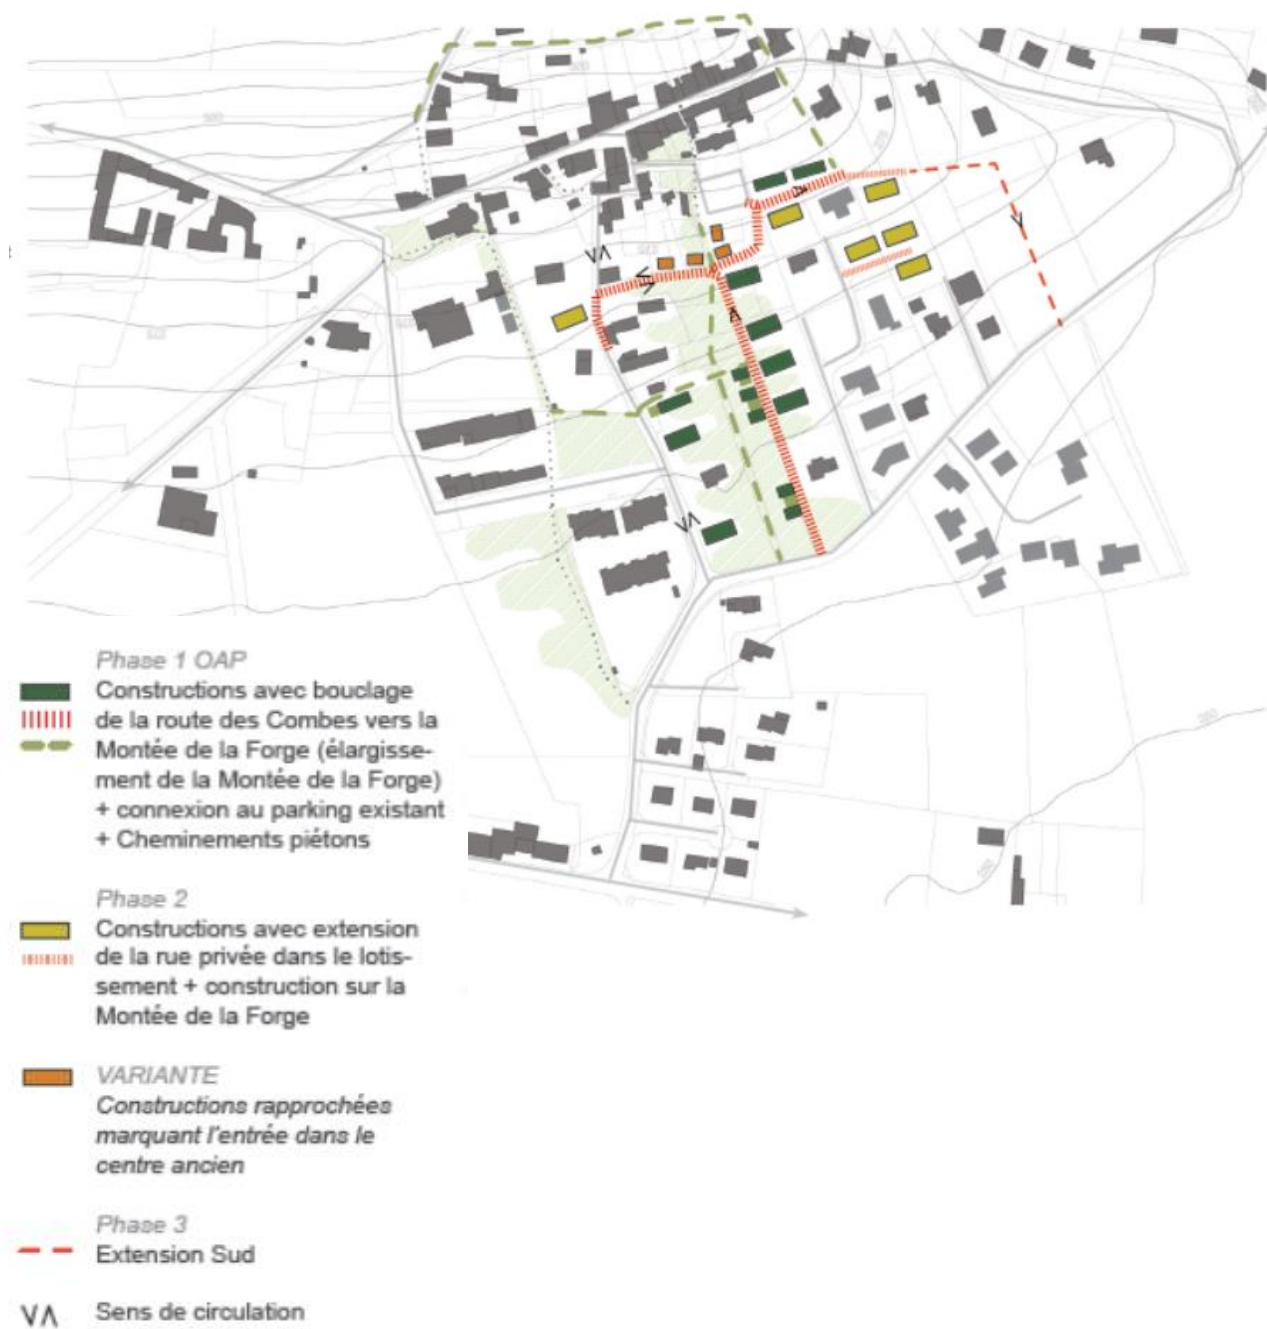 Phase 1 OAP
Constructions avec bouclage
de la route des Combes vers la
Montée de la Forge (élargisse-
ment de la Montée de la Forge)
+ connexion au parking existant
+ Cheminements piétons
Phase 2
Constructions avec extension
de la rue privée dans le lotis-
sement + construction sur la
Montée de la Forge
VARIANTE
Constructions rapprochées
marquant l'entrée dans le
centre ancien
Phase 3
Extension Sud
Sens de circulation